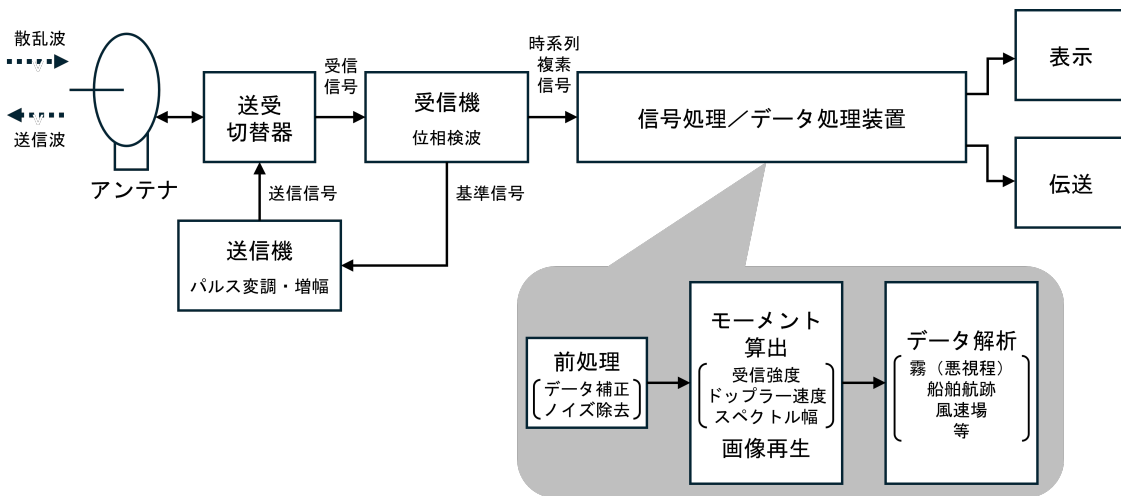 散乱波
送信波
アンテナ
送受
切替器
受信
信号
受信機
位相検波
時系列
複素
信号
信号処理／データ処理装置
表示
伝送
送信信号
基準信号
送信機
パルス変調・増幅
前処理
データ補正
ノイズ除去
モーメント
算出
受信強度
ドップラー速度
スペクトル幅
画像再生
データ解析
霧（悪視程）
船舶航跡
風速場
等